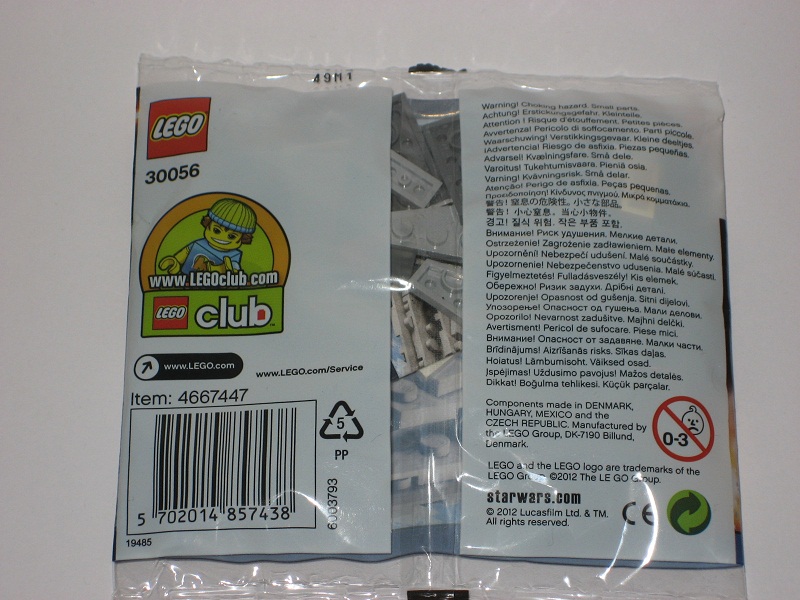 49M1
LEGO
30056
www.LEGOclub.com
LEGO club™
www.LEGO.com
www.LEGO.com/Service
Item: 4667447
5
PP
5 702014 857438
6003793
19485
Warning! Choking hazard. Small parts.
Achtung! Erstickungsgefahr. Kleinteile.
Attention ! Risque d'étouffement. Petites pièces.
Avvertenza! Pericolo di soffocamento. Parti piccole.
Waarschuwing! Verstikkingsgevaar. Kleine deeltjes.
¡Advertencia! Riesgo de asfixia. Piezas pequeñas.
Advarsel! Kvælningsfare. Små dele.
Varoitus! Tukehtumisvaara. Pieniä osia.
Varning! Kvävningsrisk. Små delar.
Atenção! Perigo de asfixia. Peças pequenas.
Προειδοποίηση! Κίνδυνος πνιγμού. Μικρά κομματάκια.
警告! 窒息の危険性。小さな部品。
警告! 小心窒息。当心小物件。
경고! 질식 위험. 작은 부품 포함.
Внимание! Риск удушения. Мелкие детали.
Ostrzeżenie! Zagrożenie zadławieniem. Małe elementy.
Upozornění! Nebezpečí udušení. Malé součástky.
Upozornenie! Nebezpečenstvo udusenia. Malé súčasti.
Figyelmeztetés! Fulladásveszély! Kis elemek.
Обережно! Ризик задухи. Дрібні деталі.
Upozorenje! Opasnost od gušenja. Sitni dijelovi.
Упозорење! Опасност од гушења. Мали делови.
Opozorilo! Nevarnost zadušitve. Majhni delčki.
Avertisment! Pericol de sufocare. Piese mici.
Внимание! Опасност от задавяне. Малки части.
Brīdinājums! Aizrīšanās risks. Sīkas daļas.
Hoiatus! Lämbumisoht. Väiksed osad.
Įspėjimas! Uždusimo pavojus! Mažos detalės.
Dikkat! Boğulma tehlikesi. Küçük parçalar.
Components made in DENMARK,
HUNGARY, MEXICO and the
CZECH REPUBLIC. Manufactured by
the LEGO Group, DK-7190 Billund,
Denmark.
0-3
LEGO and the LEGO logo are trademarks of the
LEGO Group. ©2012 The LEGO Group.
starwars.com
© 2012 Lucasfilm Ltd. & TM.
All rights reserved.
CE